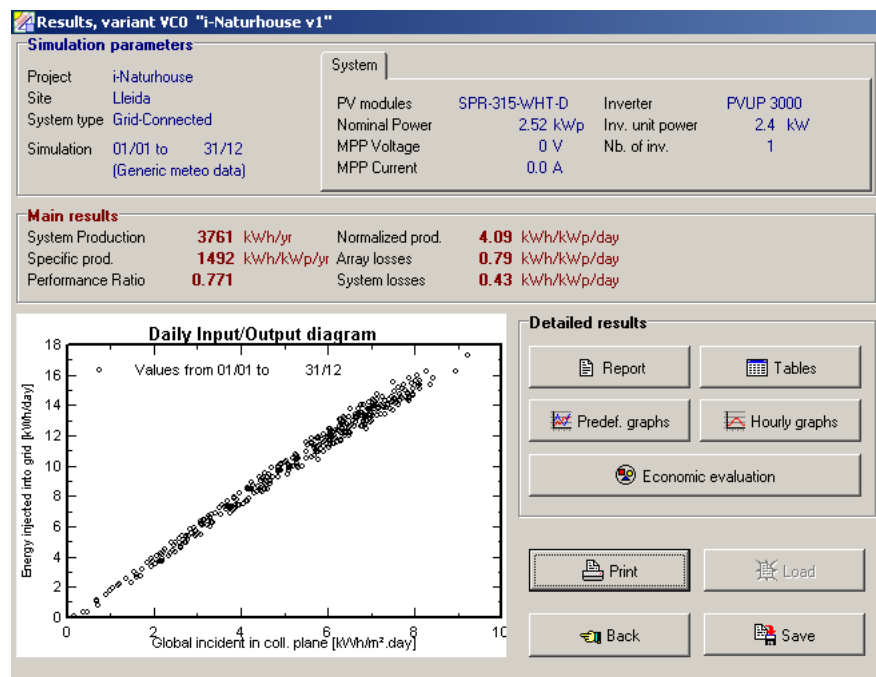 Results, variant VC0 "i-Naturhouse v1"
Simulation parameters
Project i-Naturhouse
Site Lleida
System type Grid-Connected
Simulation 01/01 to 31/12
(Generic meteo data)
System
PV modules SPR-315-WHT-D Inverter PVUP 3000
Nominal Power 2.52 kWp Inv. unit power 2.4 kW
MPP Voltage 0 V Nb. of inv. 1
MPP Current 0.0 A
Main results
System Production 3761 kWh/yr Normalized prod. 4.09 kWh/kWp/day
Specific prod. 1492 kWh/kWp/yr Array losses 0.79 kWh/kWp/day
Performance Ratio 0.771 System losses 0.43 kWh/kWp/day
Daily Input/Output diagram
Values from 01/01 to 31/12
Energy injected into grid [kWh/day]
18
16
14
12
10
8
6
4
2
0
0 2 4 6 8 10
Global incident in coll. plane [kWh/m².day]
Detailed results
Report Tables
Predef. graphs Hourly graphs
Economic evaluation
Print Load
Back Save